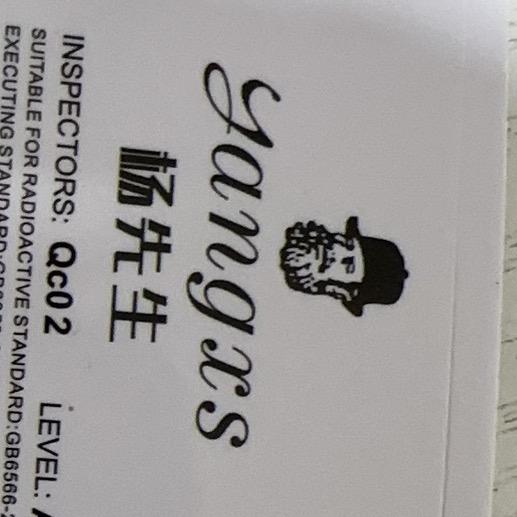 Yangxs
杨先生
INSPECTORS: Qc02 LEVEL:
SUITABLE FOR RADIOACTIVE STANDARD:GB6566-
EXECUTING STANDARD: